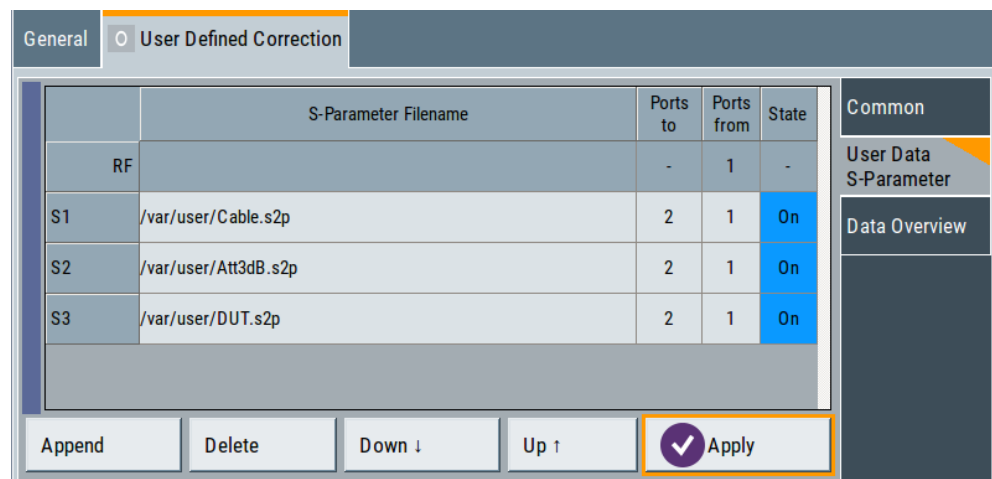 General O User Defined Correction
S-Parameter Filename Ports to Ports from State
RF - 1 -
S1 /var/user/Cable.s2p 2 1 On
S2 /var/user/Att3dB.s2p 2 1 On
S3 /var/user/DUT.s2p 2 1 On
Append Delete Down ↓ Up ↑ Apply
Common
User Data
S-Parameter
Data Overview